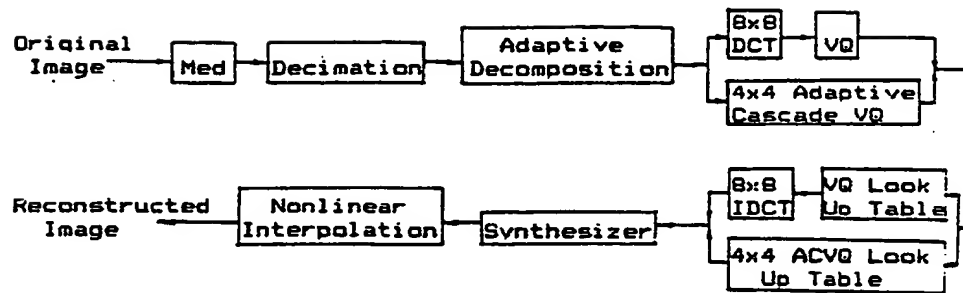 Original
Image
Med
Decimation
Adaptive
Decomposition
8x8
DCT
VQ
4x4 Adaptive
Cascade VQ
Reconstructed
Image
Nonlinear
Interpolation
Synthesizer
8x8
IDCT
VQ Look
Up Table
4x4 ACVQ Look
Up Table